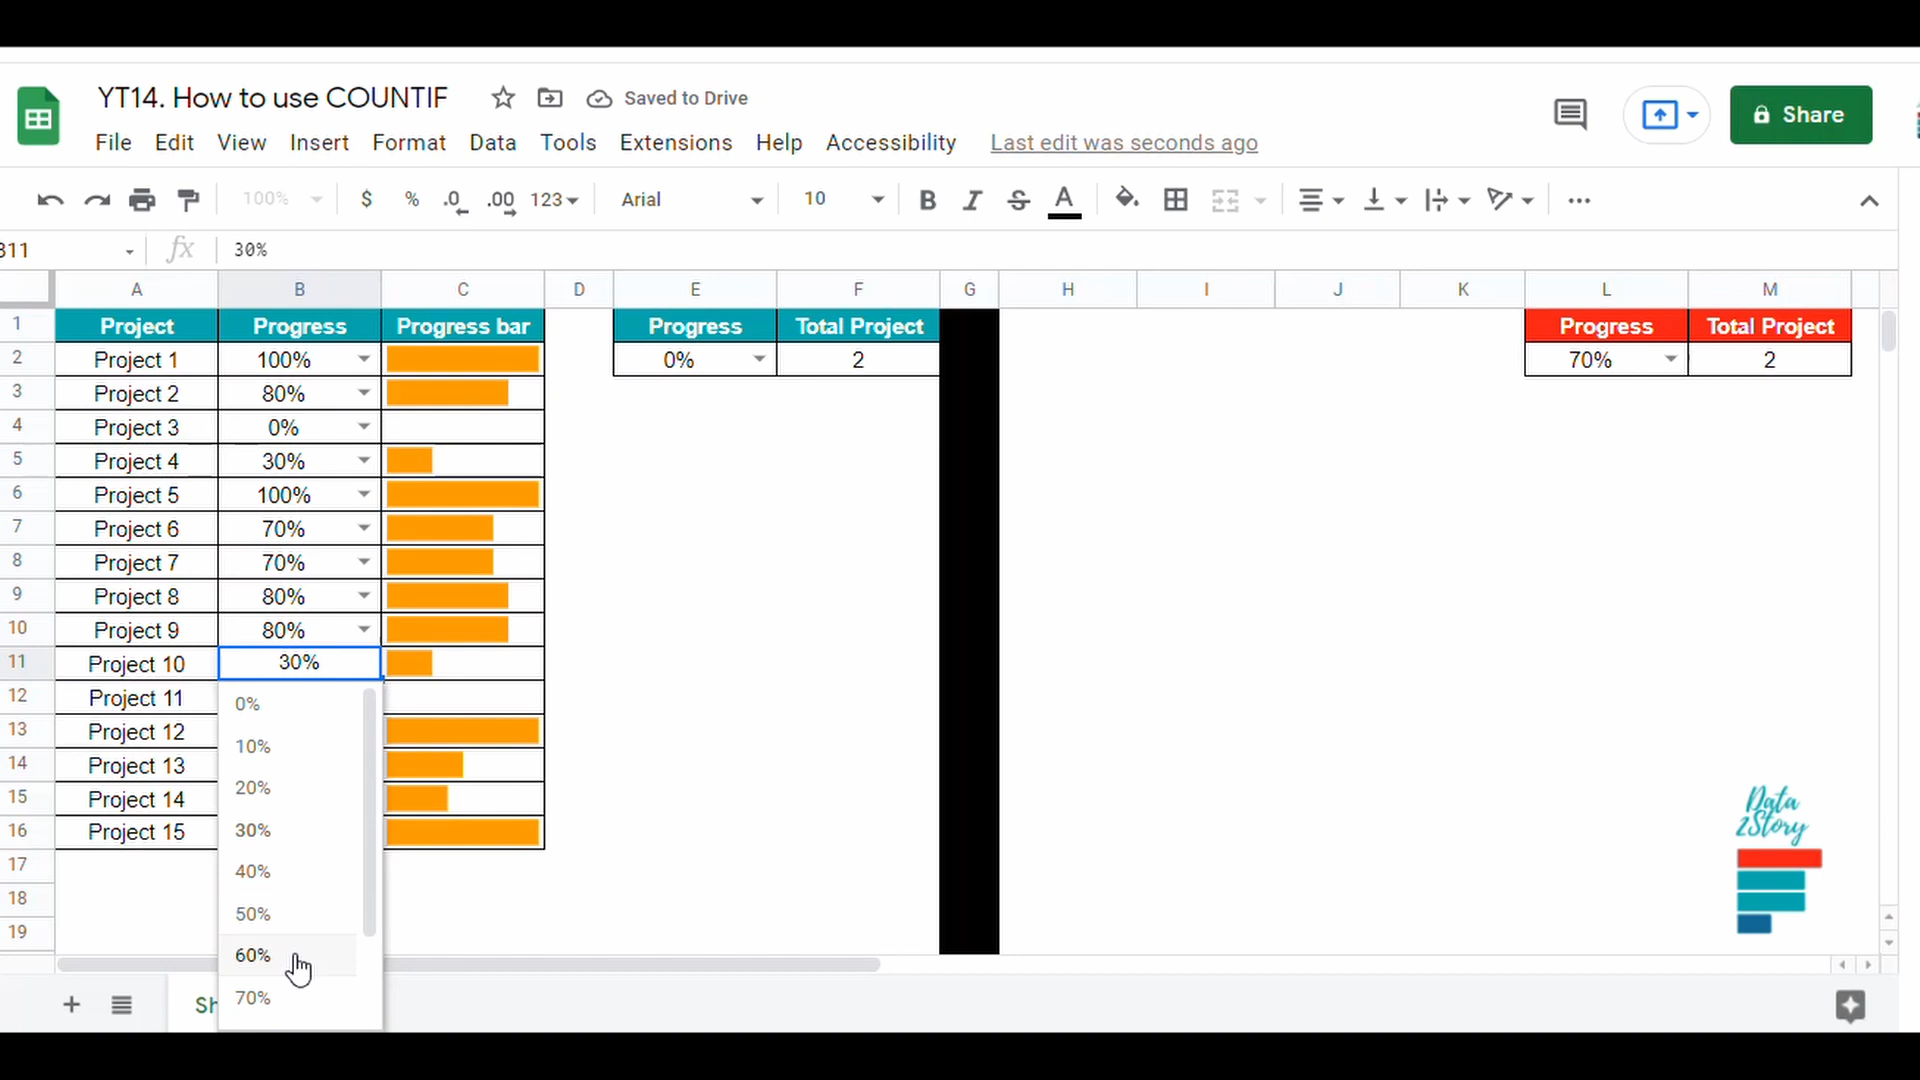 YT14. How to use COUNTIF
Saved to Drive
Share
File Edit View Insert Format Data Tools Extensions Help Accessibility Last edit was seconds ago
100% $ % .0 .00 123 Arial 10 B I S A
B11 fx 30%
A B C D E F G H I J K L M
1 Project Progress Progress bar Progress Total Project Progress Total Project
2 Project 1 100% 0% 2 70% 2
3 Project 2 80%
4 Project 3 0%
5 Project 4 30%
6 Project 5 100%
7 Project 6 70%
8 Project 7 70%
9 Project 8 80%
10 Project 9 80%
11 Project 10 30%
12 Project 11
13 Project 12
14 Project 13
15 Project 14
16 Project 15
17
18
19
0%
10%
20%
30%
40%
50%
60%
70%
Data
2Story
Sh